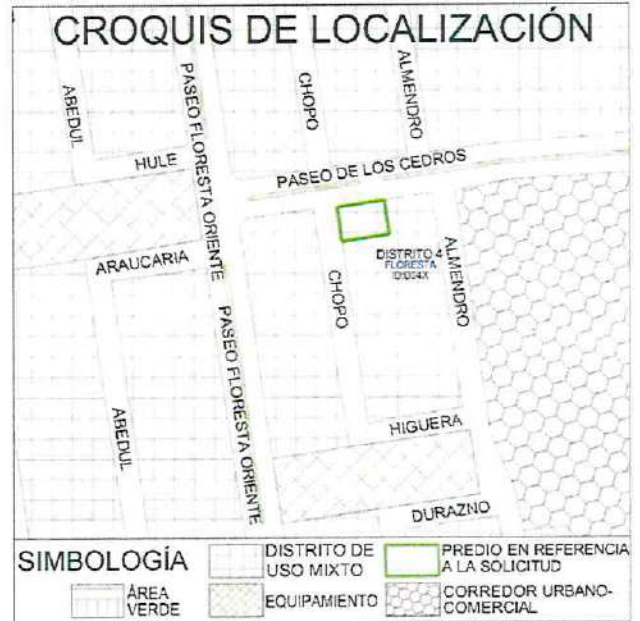 CROQUIS DE LOCALIZACIÓN
ABEDUL
PASEO FLORESTA ORIENTE
CHOPO
ALMENDRO
HULE
PASEO DE LOS CEDROS
ARAUCARIA
DISTRITO 4
FLORESTA
CHOPO
ALMENDRO
PASEO FLORESTA ORIENTE
ABEDUL
HIGUERA
DURAZNO
SIMBOLOGÍA
DISTRITO DE
USO MIXTO
PREDIO EN REFERENCIA
A LA SOLICITUD
ÁREA
VERDE
EQUIPAMIENTO
CORREDOR URBANO-
COMERCIAL